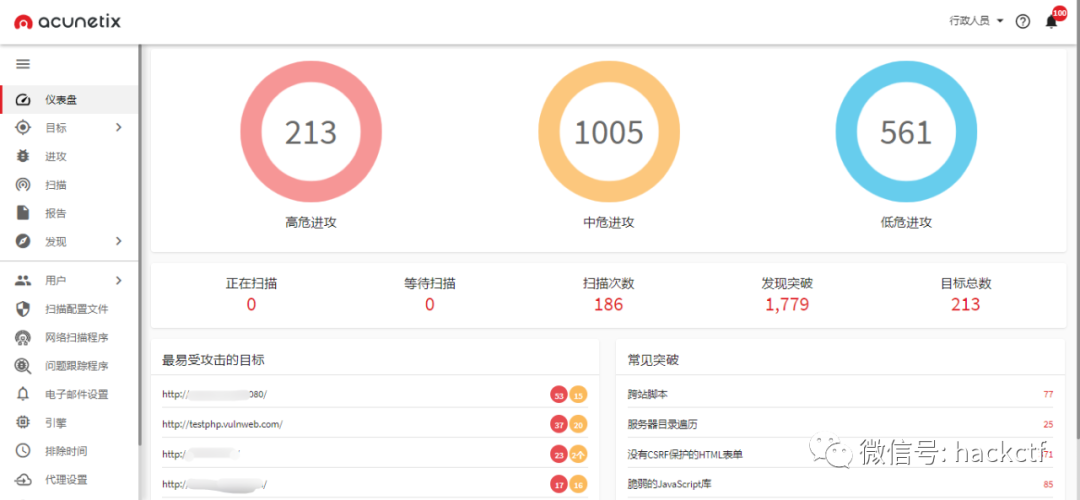 acunetix
行政人员
100
仪表盘
目标
进攻
扫描
报告
发现
用户
扫描配置文件
网络扫描程序
问题跟踪程序
电子邮件设置
引擎
排除时间
代理设置
213
1005
561
高危进攻
中危进攻
低危进攻
正在扫描
等待扫描
扫描次数
发现突破
目标总数
0
0
186
1,779
213
最易受攻击的目标
http:/ 080/ 53 15
http://testphp.vulnweb.com/ 37 20
http:/ 23 2个
http:// / 17 16
常见突破
跨站脚本 77
服务器目录遍历 25
没有CSRF保护的HTML表单 71
脆弱的JavaScript库 85
微信号: hackctf